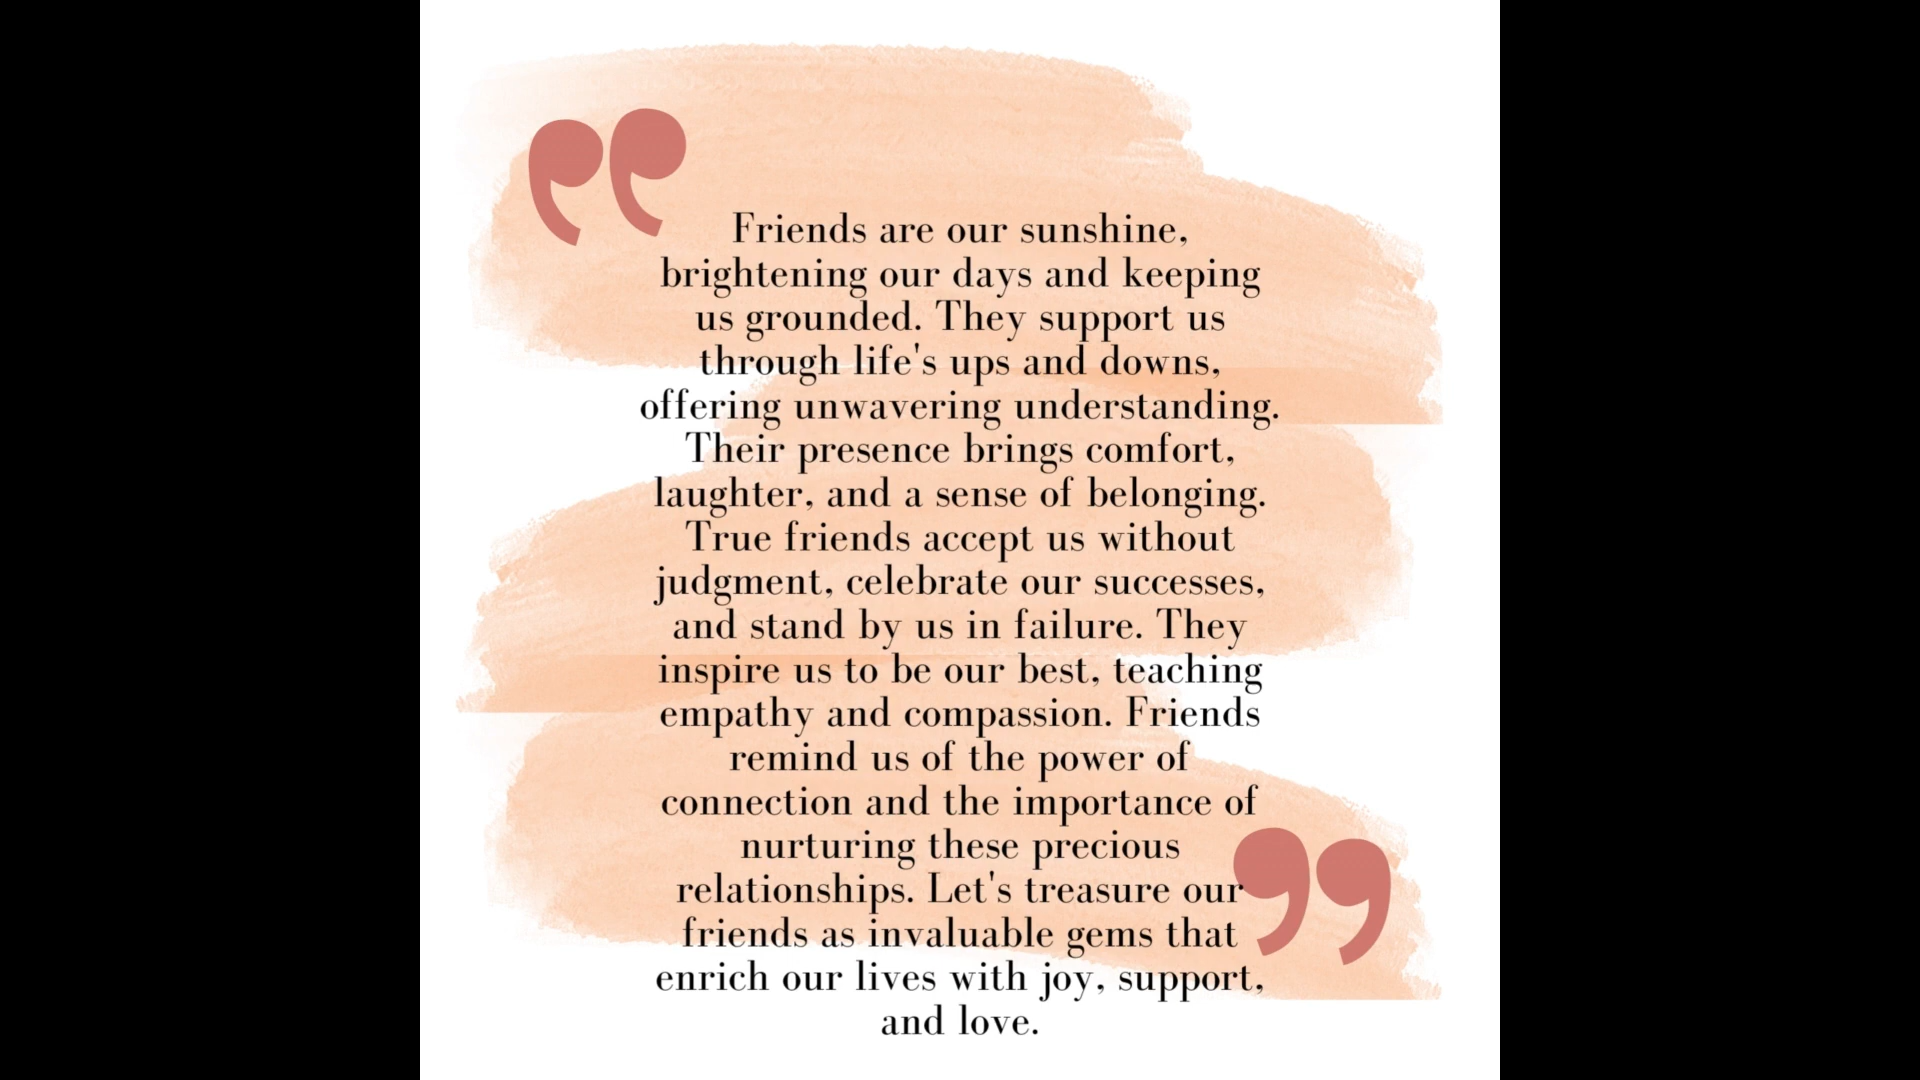 Friends are our sunshine,
brightening our days and keeping
us grounded. They support us
through life's ups and downs,
offering unwavering understanding.
Their presence brings comfort,
laughter, and a sense of belonging.
True friends accept us without
judgment, celebrate our successes,
and stand by us in failure. They
inspire us to be our best, teaching
empathy and compassion. Friends
remind us of the power of
connection and the importance of
nurturing these precious
relationships. Let's treasure our
friends as invaluable gems that
enrich our lives with joy, support,
and love.